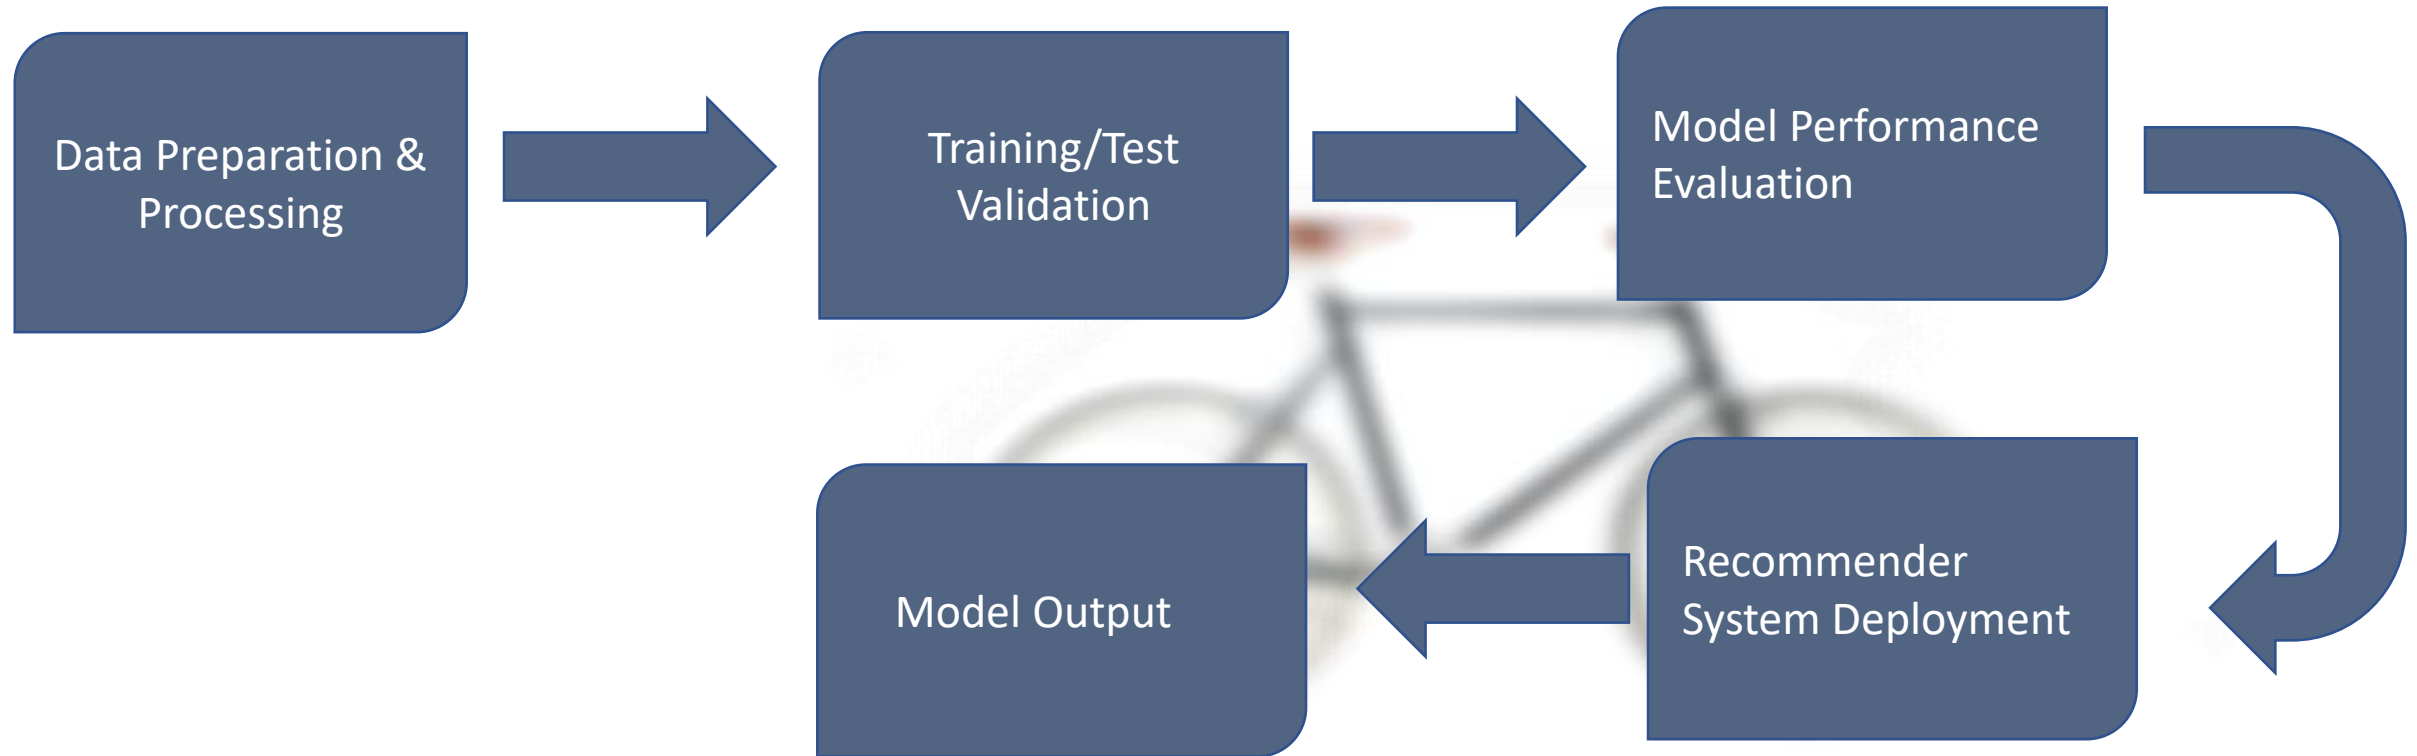 Data Preparation &
Processing
Training/Test
Validation
Model Performance
Evaluation
Recommender
System Deployment
Model Output